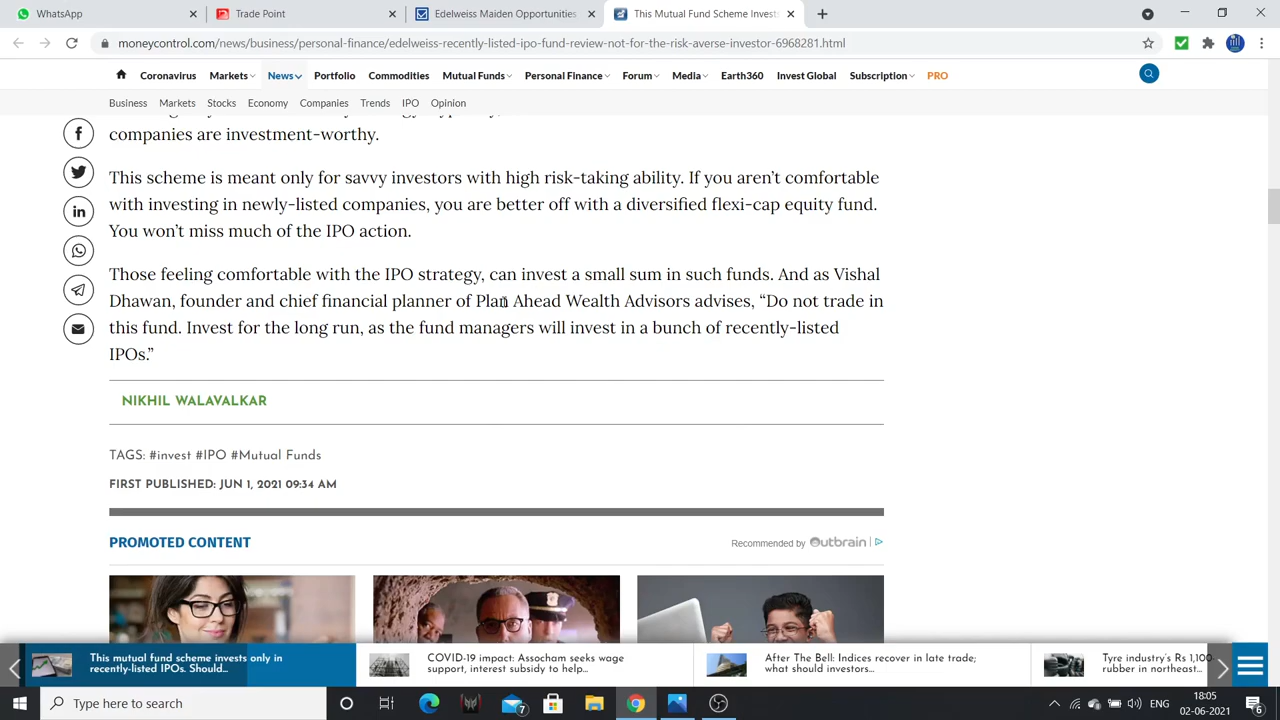 WhatsApp
Trade Point
Edelweiss Maiden Opportunities
This Mutual Fund Scheme Invest
moneycontrol.com/news/business/personal-finance/edelweiss-recently-listed-ipo-fund-review-not-for-the-risk-averse-investor-6968281.html
Coronavirus Markets News Portfolio Commodities Mutual Funds Personal Finance Forum Media Earth360 Invest Global Subscription PRO
Business Markets Stocks Economy Companies Trends IPO Opinion
companies are investment-worthy.
This scheme is meant only for savvy investors with high risk-taking ability. If you aren’t comfortable
with investing in newly-listed companies, you are better off with a diversified flexi-cap equity fund.
You won’t miss much of the IPO action.
Those feeling comfortable with the IPO strategy, can invest a small sum in such funds. And as Vishal
Dhawan, founder and chief financial planner of Plan Ahead Wealth Advisors advises, “Do not trade in
this fund. Invest for the long run, as the fund managers will invest in a bunch of recently-listed
IPOs.”
NIKHIL WALAVALKAR
TAGS: #invest #IPO #Mutual Funds
FIRST PUBLISHED: JUN 1, 2021 09:34 AM
PROMOTED CONTENT
Recommended by Outbrain
This mutual fund scheme invests only in
recently-listed IPOs. Should...
COVID-19 impact: Assocham seeks wage
support, interest subsidy to help...
After The Bell: Indices recover in late trade;
what should investors...
Tyre industry's Rs 1,100-
rubber in northeast...
Type here to search
7
ENG
18:05
02-06-2021
6